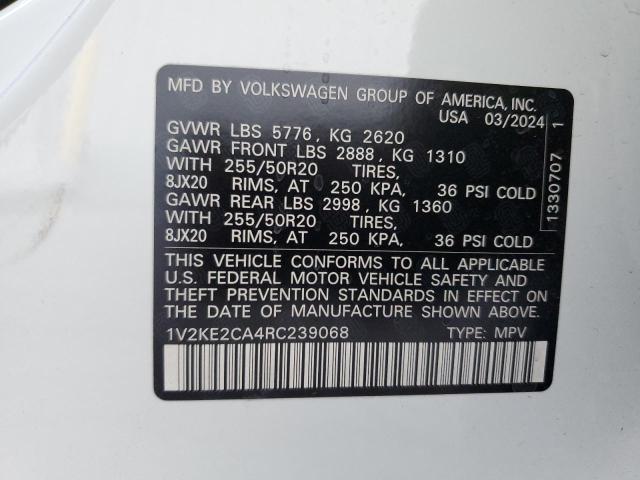 MFD BY VOLKSWAGEN GROUP OF AMERICA, INC.
USA 03/2024
GVWR LBS 5776, KG 2620
GAWR FRONT LBS 2888, KG 1310
WITH 255/50R20 TIRES,
8JX20 RIMS, AT 250 KPA, 36 PSI COLD
GAWR REAR LBS 2998, KG 1360
WITH 255/50R20 TIRES,
8JX20 RIMS, AT 250 KPA, 36 PSI COLD
THIS VEHICLE CONFORMS TO ALL APPLICABLE
U.S. FEDERAL MOTOR VEHICLE SAFETY AND
THEFT PREVENTION STANDARDS IN EFFECT ON
THE DATE OF MANUFACTURE SHOWN ABOVE.
1V2KE2CA4RC239068 TYPE: MPV
1330707 1